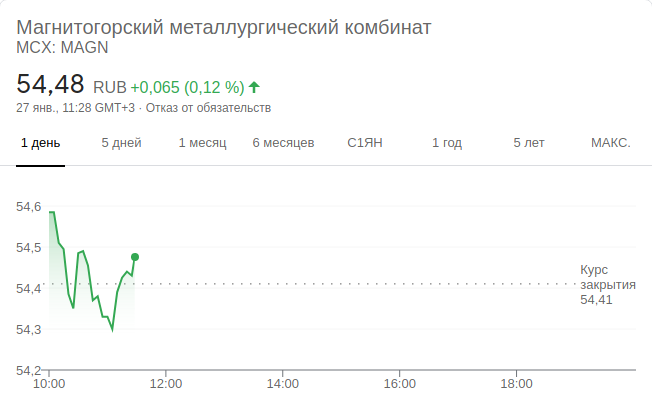 Магнитогорский металлургический комбинат
MCX: MAGN
54,48 RUB +0,065 (0,12 %)
27 янв., 11:28 GMT+3 · Отказ от обязательств
1 день 5 дней 1 месяц 6 месяцев С1ЯН 1 год 5 лет МАКС.
54,6
54,5
Курс
закрытия
54,41
54,4
54,3
54,2
10:00 12:00 14:00 16:00 18:00